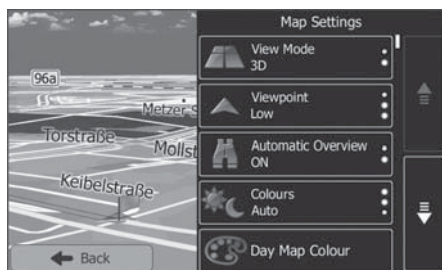 Map Settings
View Mode
3D
96a
Viewpoint
Low
Metzer S
Torstraße
Mollst
Automatic Overview
ON
Keibelstraße
Colours
Auto
Back
Day Map Colour